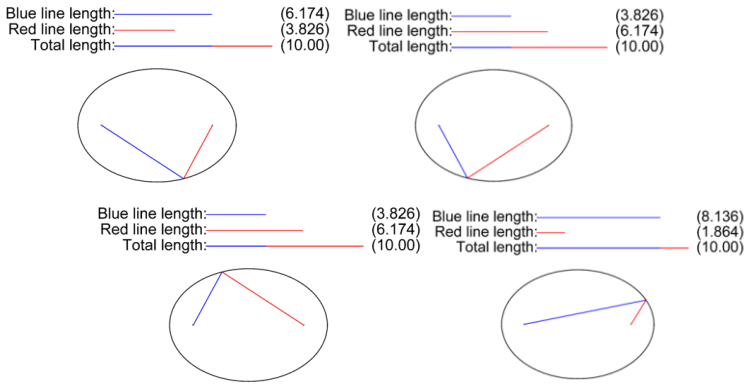 Blue line length: (6.174)
Red line length: (3.826)
Total length: (10.00)
Blue line length: (3.826)
Red line length: (6.174)
Total length: (10.00)
Blue line length: (3.826)
Red line length: (6.174)
Total length: (10.00)
Blue line length: (8.136)
Red line length: (1.864)
Total length: (10.00)